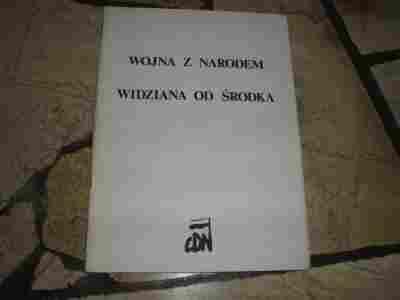 WOJNA Z NARODEM
WIDZIANA OD ŚRODKA
CDN